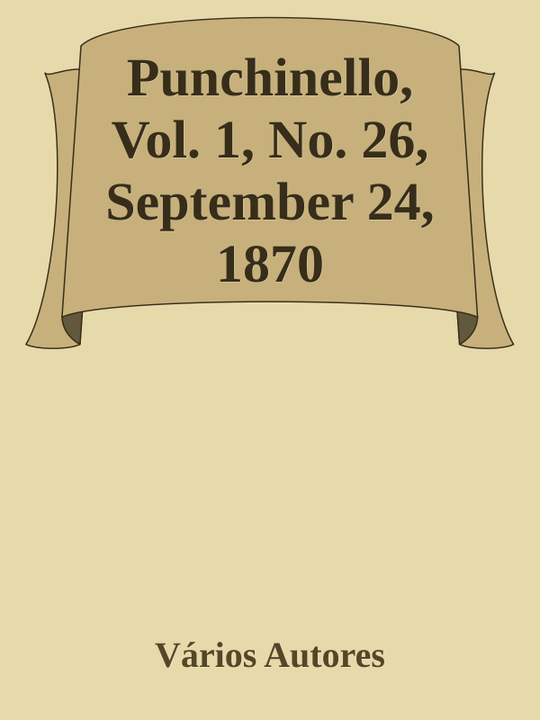 Punchinello,
Vol. 1, No. 26,
September 24,
1870
Vários Autores